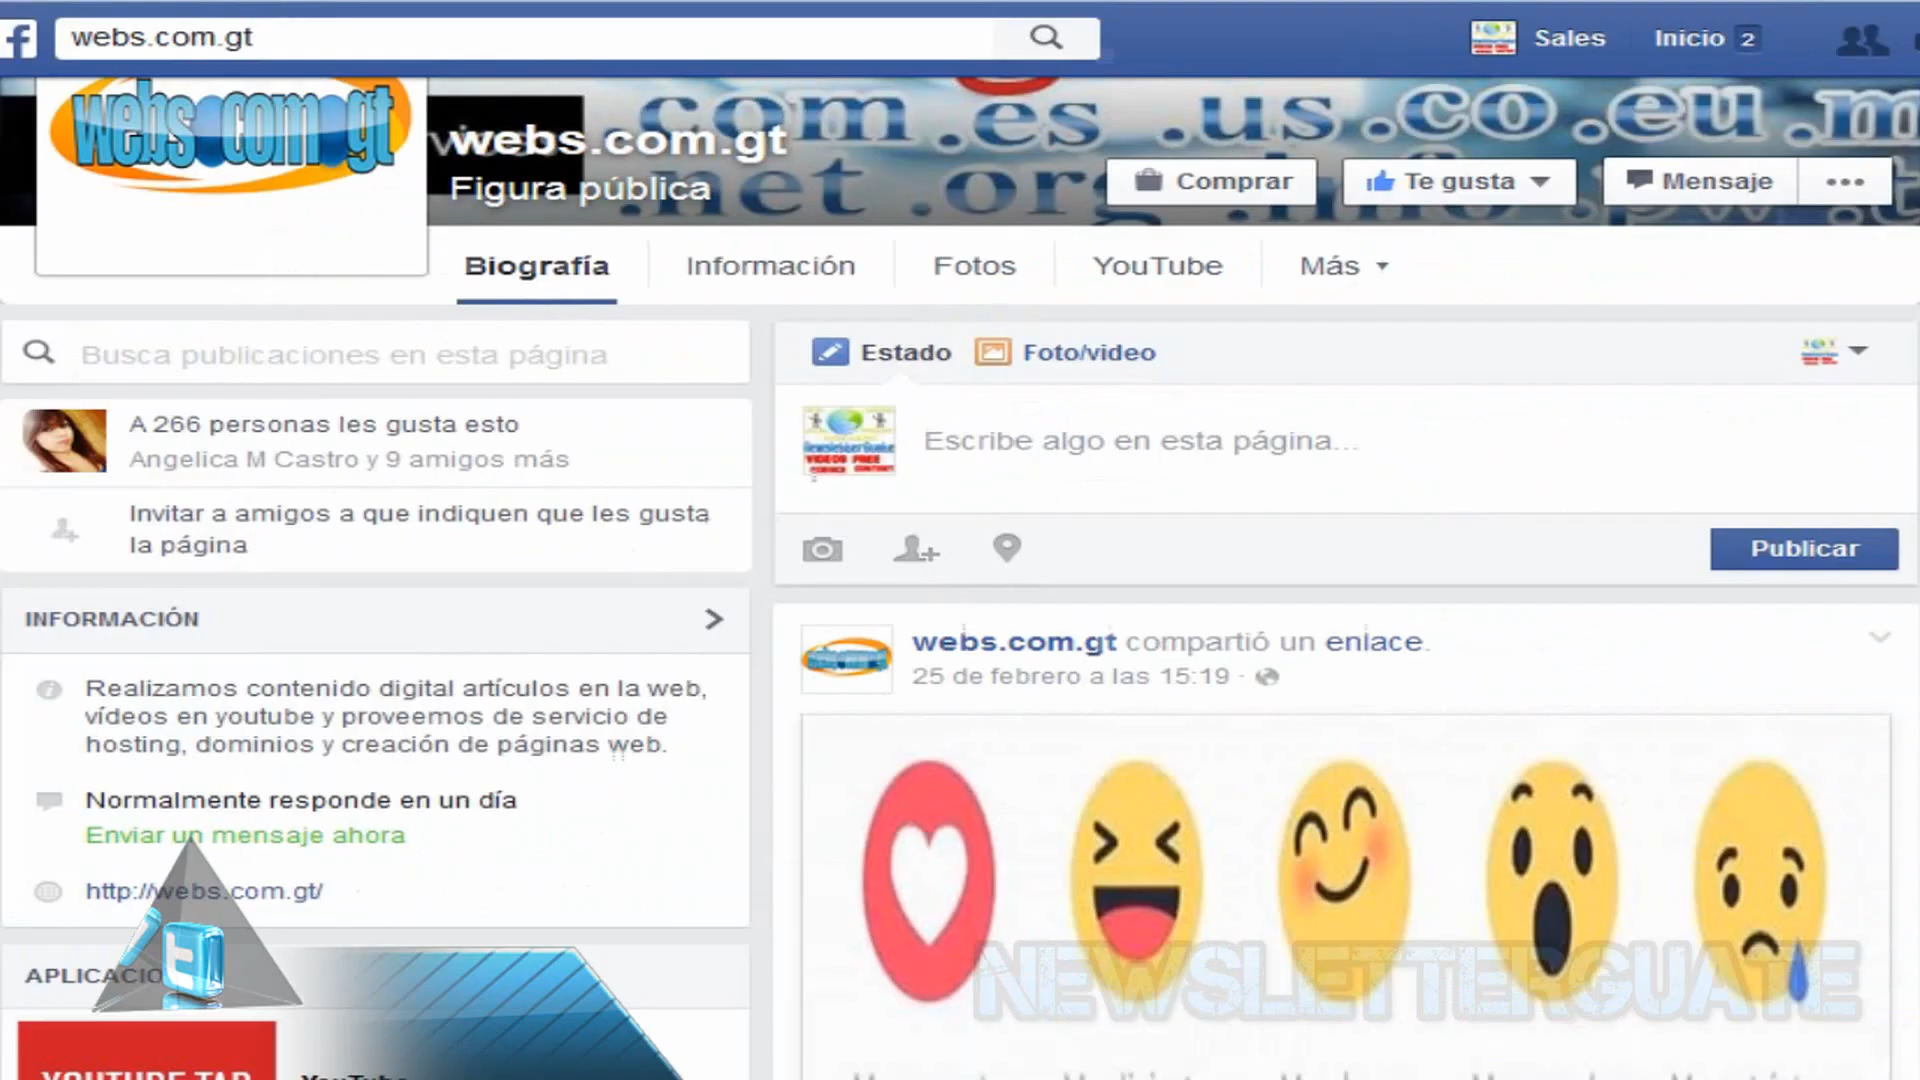 webs.com.gt
Sales
Inicio 2
webs.com.gt
.com .es .us .co .eu
.net .org
webs.com.gt
Figura pública
Comprar
Te gusta
Mensaje
Biografía
Información
Fotos
YouTube
Más
Busca publicaciones en esta página
A 266 personas les gusta esto
Angelica M Castro y 9 amigos más
Invitar a amigos a que indiquen que les gusta
la página
INFORMACIÓN
Realizamos contenido digital artículos en la web,
vídeos en youtube y proveemos de servicio de
hosting, dominios y creación de páginas web.
Normalmente responde en un día
Enviar un mensaje ahora
http://webs.com.gt/
APLICACIO
YOUTUBE TAB
YouTube
Estado
Foto/video
VIDEOS FREE
Escribe algo en esta página...
Publicar
webs.com.gt compartió un enlace.
25 de febrero a las 15:19 ·
NEWSLETTERGUATE